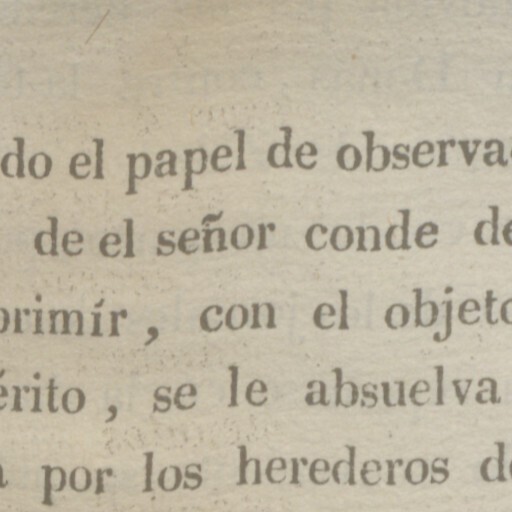 do el papel de observa
de el señor conde de
primír, con el objeto
érito, se le absuelva
por los herederos de